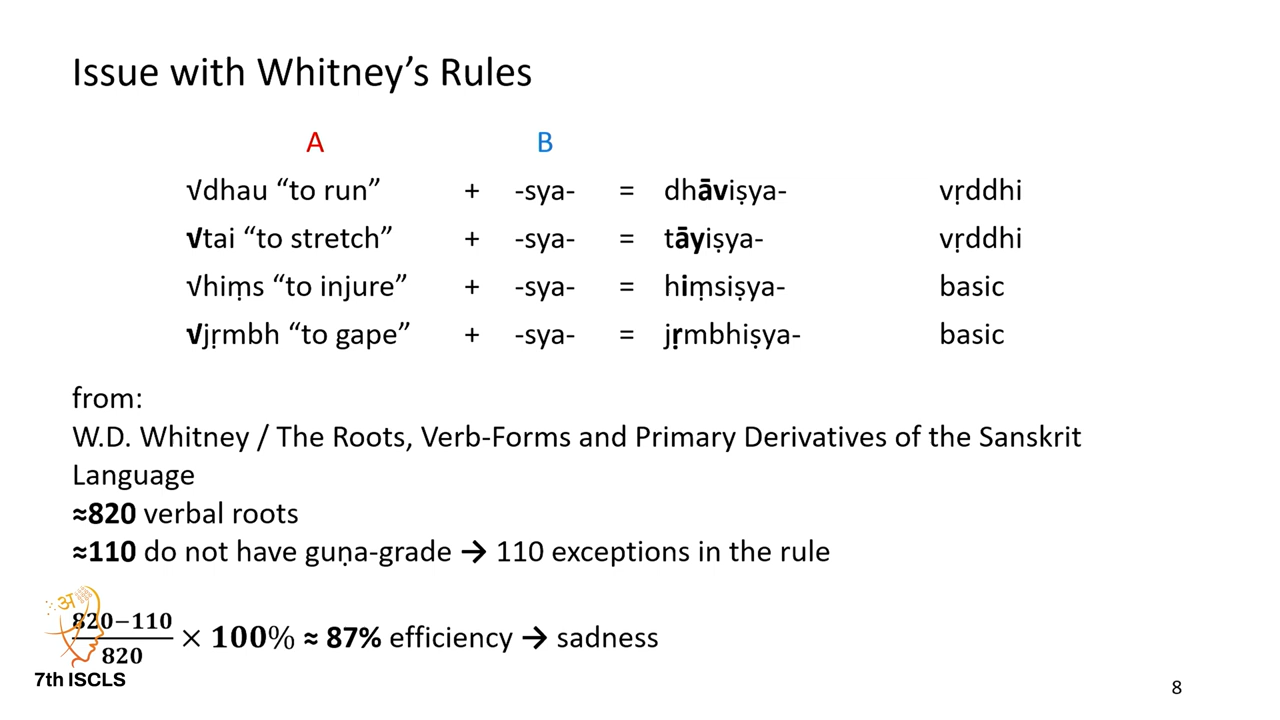 Issue with Whitney’s Rules
A B
√dhau “to run” + -sya- = dhāviṣya- vṛddhi
√tai “to stretch” + -sya- = tāyiṣya- vṛddhi
√hiṃs “to injure” + -sya- = hiṃsiṣya- basic
√jṛmbh “to gape” + -sya- = jṛmbhiṣya- basic
from:
W.D. Whitney / The Roots, Verb-Forms and Primary Derivatives of the Sanskrit
Language
≈820 verbal roots
≈110 do not have guṇa-grade → 110 exceptions in the rule
820−110
820
× 100% ≈ 87% efficiency → sadness
अ
7th ISCLS
8